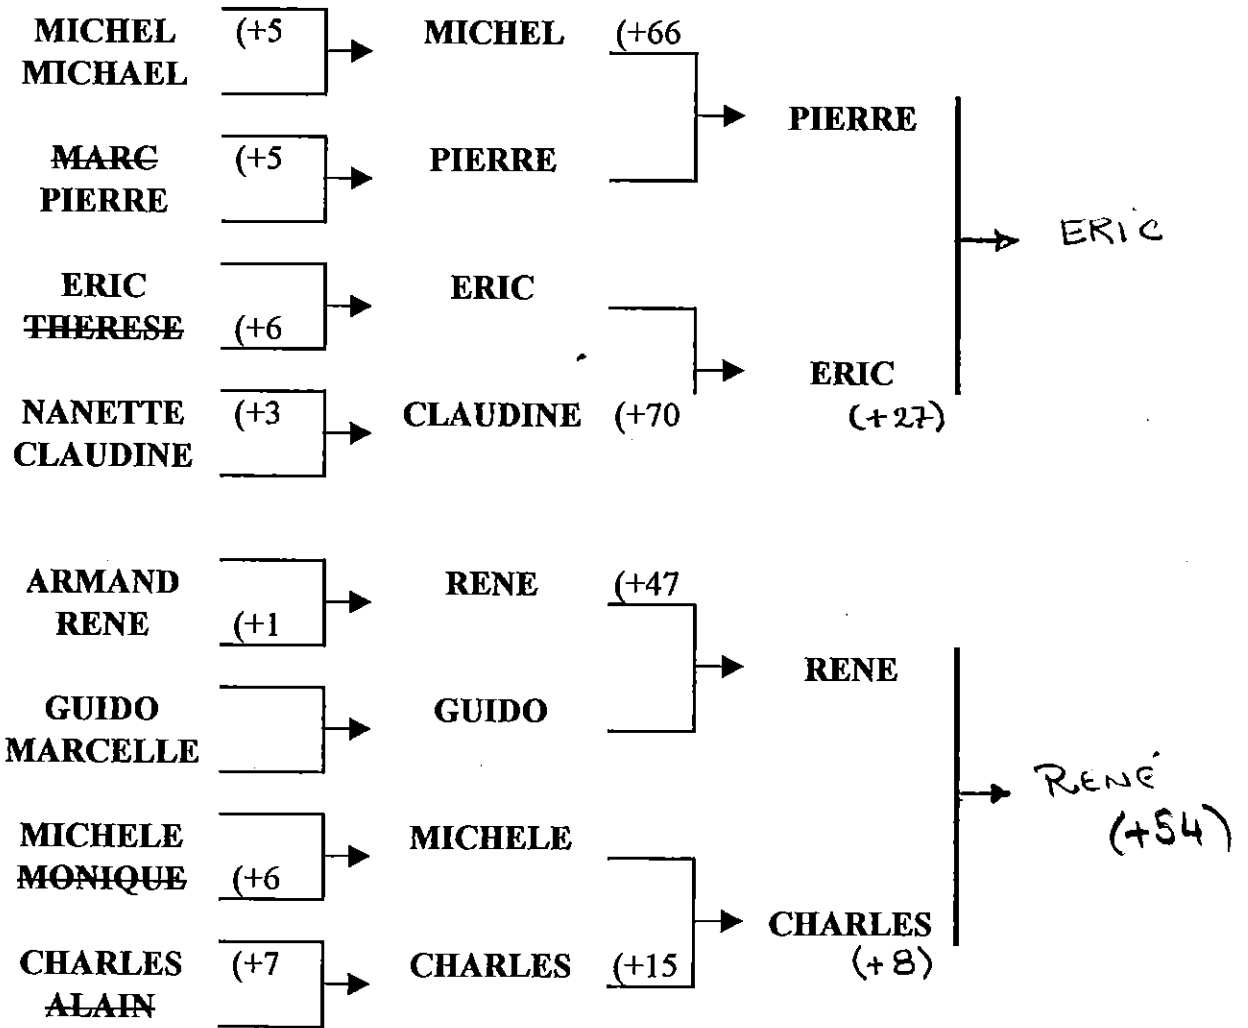 MICHEL (+5 MICHEL (+66
MICHAEL
PIERRE
MARC (+5 PIERRE
PIERRE
ERIC
ERIC ERIC
THERESE (+6
ERIC
NANETTE (+3 CLAUDINE (+70 (+27)
CLAUDINE
ARMAND RENE (+47
RENE (+1
RENE
GUIDO GUIDO
MARCELLE
RENÉ
MICHELE MICHELE (+54)
MONIQUE (+6
CHARLES
CHARLES (+7 CHARLES (+15 (+8)
ALAIN